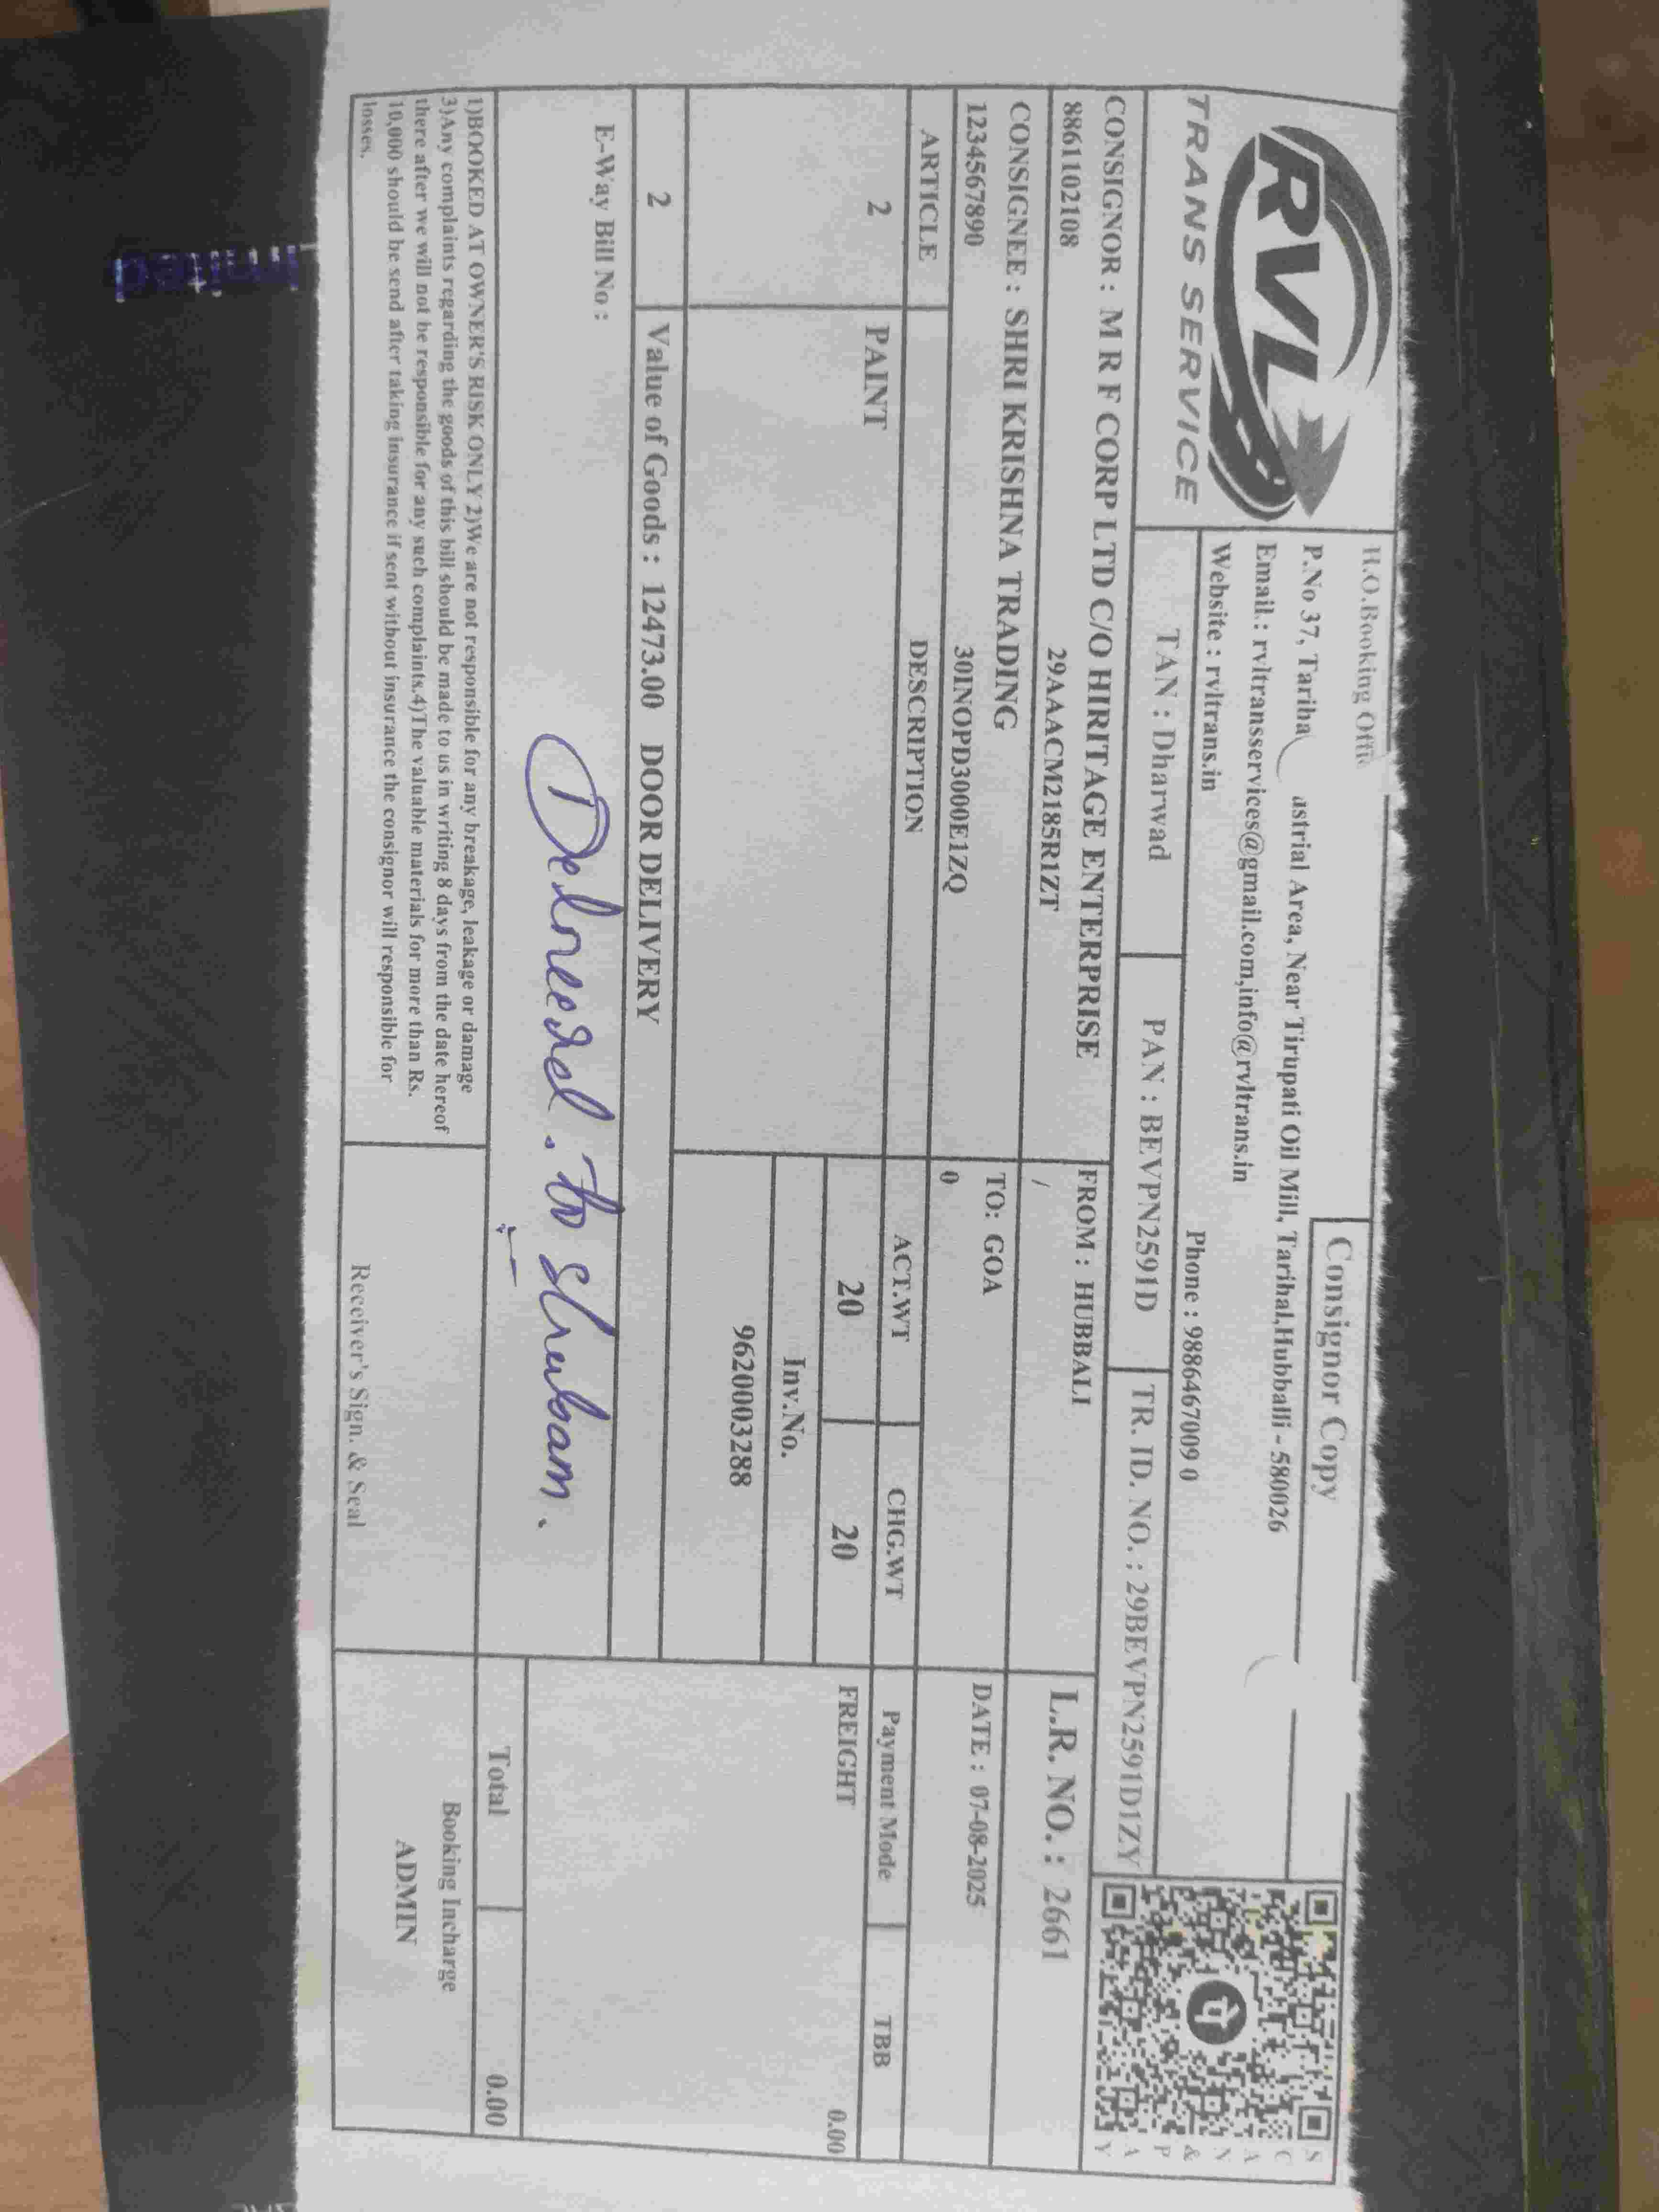 RVL
TRANS SERVICE
H.O.Booking
Consignor Copy
P.No 37, Tariha astrial Area, Near Tirupati Oil Mill, Tarihal,Hubballi - 580026
Email.: rvltransservices@gmail.com,info@rvltrans.in
Website : rvltrans.in
Phone : 9886467009 0
SCAN & PAY
TAN : Dharwad
PAN : BEVPN2591D
TR. ID. NO. : 29BEVPN2591D1ZY
CONSIGNOR : M R F CORP LTD C/O HIRITAGE ENTERPRISE
8861102108 29AAACM2185R1ZT
FROM : HUBBALI
/
L.R. NO. : 2661
CONSIGNEE : SHRI KRISHNA TRADING
1234567890 30INOPD3000E1ZQ
TO: GOA
0
DATE : 07-08-2025
ARTICLE DESCRIPTION ACT.WT CHG.WT Payment Mode TBB
2 PAINT 20 20 FREIGHT 0.00
Inv.No.
9620003288
2 Value of Goods : 12473.00 DOOR DELIVERY
E-Way Bill No :
Delivered . to Shubam .
Total 0.00
1)BOOKED AT OWNER'S RISK ONLY 2)We are not responsible for any breakage, leakage or damage
3)Any complaints regarding the goods of this bill should be made to us in writing 8 days from the date hereof
there after we will not be responsible for any such complaints.4)The valuable materials for more than Rs.
10,000 should be send after taking insurance if sent without insurance the consignor will responsible for
losses.
Receiver's Sign. & Seal
Booking Incharge
ADMIN